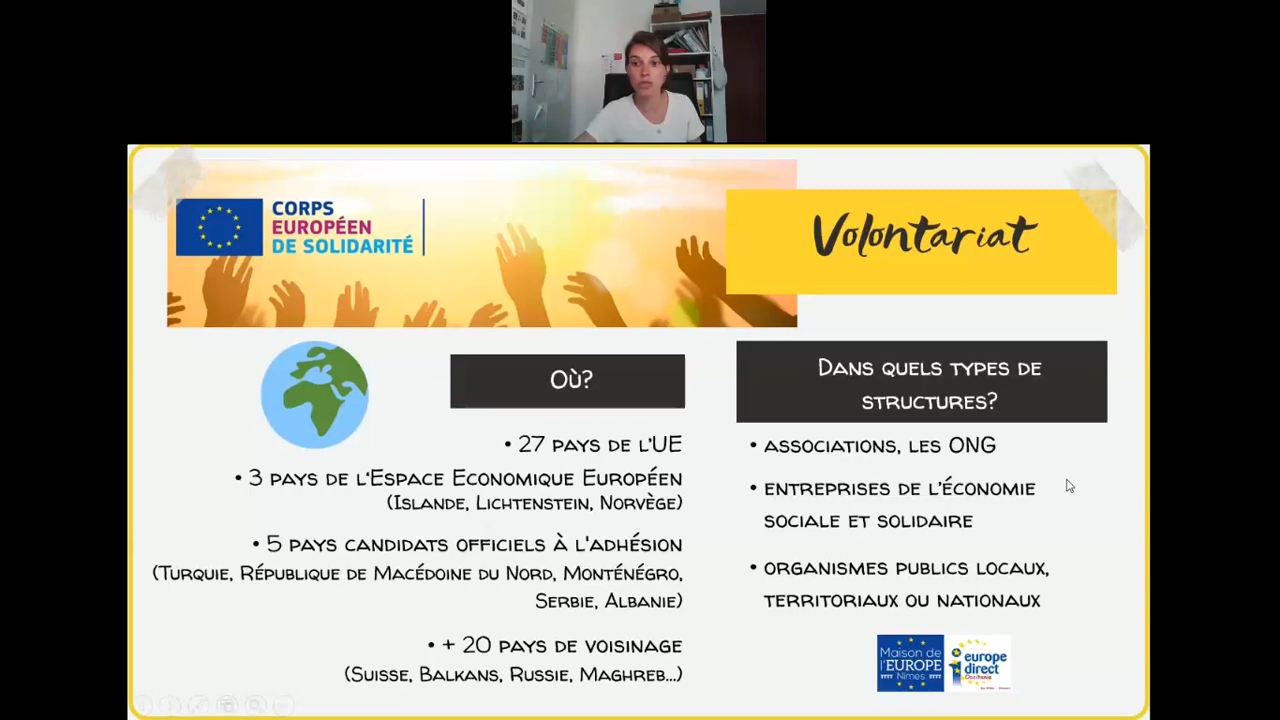 CORPS
EUROPÉEN
DE SOLIDARITÉ
Volontariat
Où?
• 27 PAYS DE L'UE
• 3 PAYS DE L'ESPACE ECONOMIQUE EUROPÉEN
(ISLANDE, LICHTENSTEIN, NORVÈGE)
• 5 PAYS CANDIDATS OFFICIELS À L'ADHÉSION
(TURQUIE, RÉPUBLIQUE DE MACÉDOINE DU NORD, MONTÉNÉGRO,
SERBIE, ALBANIE)
• + 20 PAYS DE VOISINAGE
(SUISSE, BALKANS, RUSSIE, MAGHREB...)
DANS QUELS TYPES DE
STRUCTURES?
• ASSOCIATIONS, LES ONG
• ENTREPRISES DE L'ÉCONOMIE
SOCIALE ET SOLIDAIRE
• ORGANISMES PUBLICS LOCAUX,
TERRITORIAUX OU NATIONAUX
Maison de
l'EUROPE
Nîmes
europe
direct
Occitanie